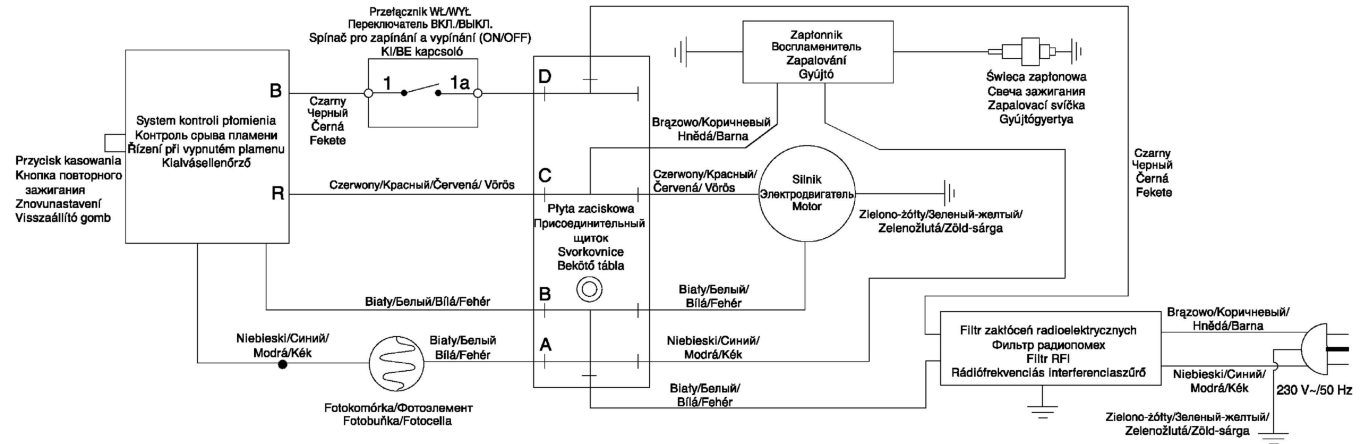 Przełącznik WŁ/WYŁ
Переключатель ВКЛ./ВЫКЛ.
Spínač pro zapínání a vypínání (ON/OFF)
KI/BE kapcsoló
B
1
1a
D
Czarny
Черный
Černá
Fekete
System kontroli płomienia
Контроль срыва пламени
Řízení při vypnutém plamenu
Kialvásellenőrző
Przycisk kasowania
Кнопка повторного
зажигания
Znovunastavení
Visszaállító gomb
R
Czerwony/Красный/Červená/ Vörös
C
Czerwony/Красный/
Červená/ Vörös
Zapłonnik
Воспламенитель
Zapalování
Gyújtó
Świeca zapłonowa
Свеча зажигания
Zapalovací svíčka
Gyújtógyertya
Brązowo/Коричневый
Hnědá/Barna
Czarny
Черный
Černá
Fekete
Silnik
Электродвигатель
Motor
Zielono-żółty/Зеленый-желтый/
Zelenožlutá/Zöld-sárga
Płyta zaciskowa
Присоединительный
щиток
Svorkovnice
Bekötő tábla
Biały/Белый/Bílá/Fehér
B
Biały/Белый/
Bílá/Fehér
Niebieski/Синий/
Modrá/Kék
Biały/Белый
Bílá/Fehér
A
Niebieski/Синий/
Modrá/Kék
Biały/Белый/
Bílá/Fehér
Fotokomórka/Фотоэлемент
Fotobuňka/Fotocella
Filtr zakłóceń radioelektrycznych
Фильтр радиопомех
Filtr RFI
Rádiófrekvenciás interferenciaszűrő
Brązowo/Коричневый/
Hnědá/Barna
Niebieski/Синий/
Modrá/Kék
230 V~/50 Hz
Zielono-żółty/Зеленый-желтый/
Zelenožlutá/Zöld-sárga